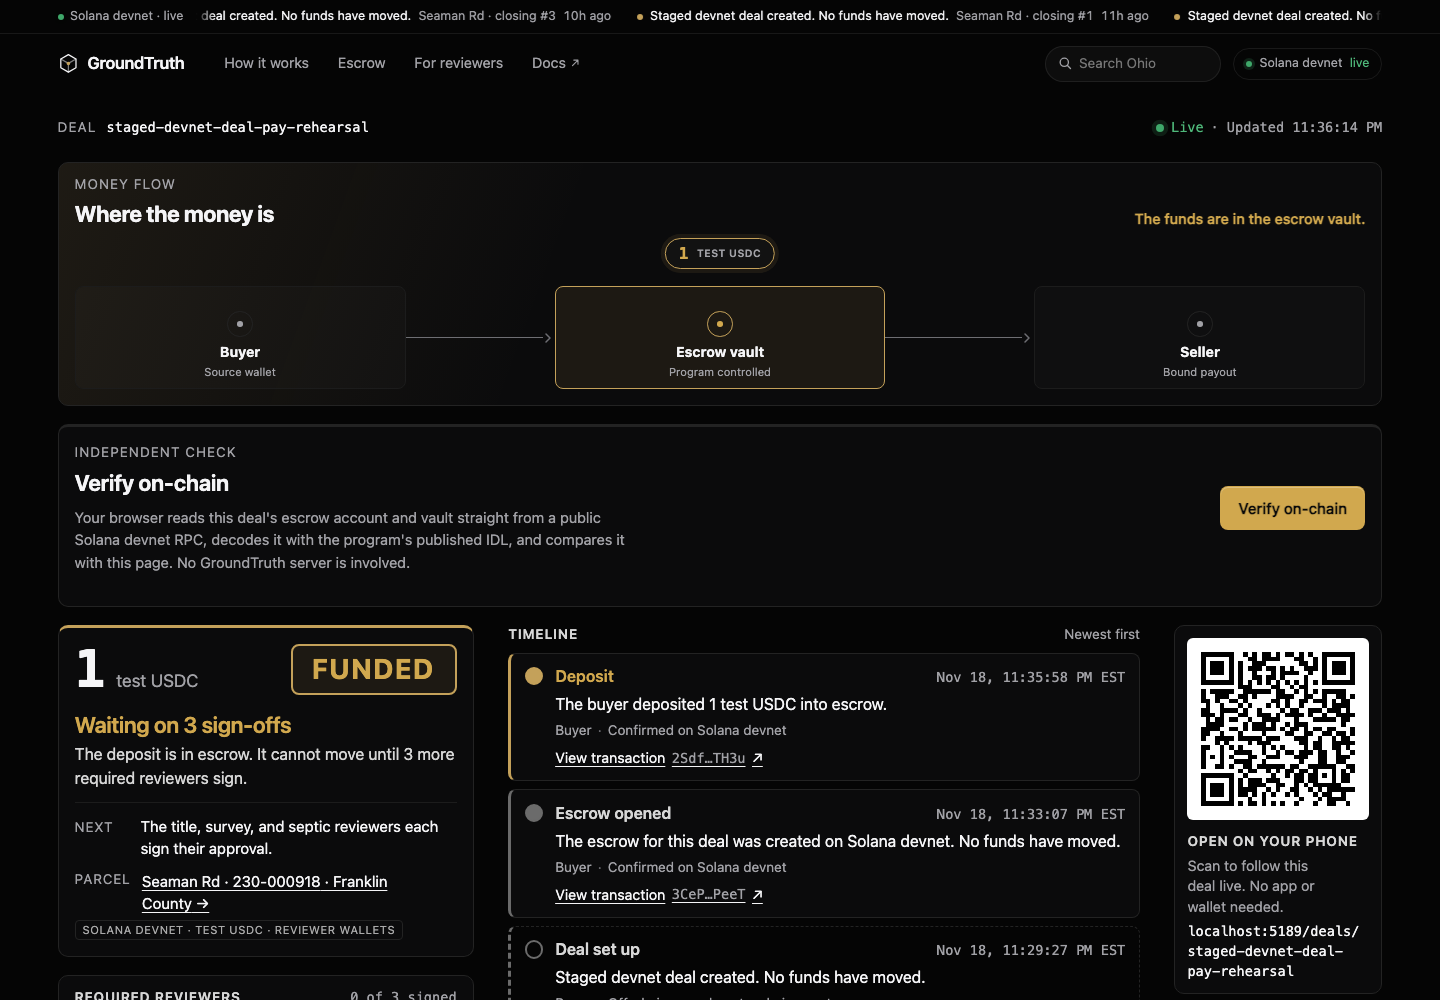 Solana devnet · live deal created. No funds have moved. Seaman Rd · closing #3 10h ago Staged devnet deal created. No funds have moved. Seaman Rd · closing #1 11h ago Staged devnet deal created. No f
GroundTruth How it works Escrow For reviewers Docs ↗ Search Ohio Solana devnet live
DEAL staged-devnet-deal-pay-rehearsal Live · Updated 11:36:14 PM
MONEY FLOW
Where the money is
The funds are in the escrow vault.
1 TEST USDC
Buyer
Source wallet
Escrow vault
Program controlled
Seller
Bound payout
INDEPENDENT CHECK
Verify on-chain
Your browser reads this deal's escrow account and vault straight from a public
Solana devnet RPC, decodes it with the program's published IDL, and compares it
with this page. No GroundTruth server is involved.
Verify on-chain
1 test USDC FUNDED
Waiting on 3 sign-offs
The deposit is in escrow. It cannot move until 3 more
required reviewers sign.
NEXT The title, survey, and septic reviewers each
sign their approval.
PARCEL Seaman Rd · 230-000918 · Franklin
County →
SOLANA DEVNET · TEST USDC · REVIEWER WALLETS
REQUIRED REVIEWERS 0 of 3 signed
TIMELINE Newest first
Deposit Nov 18, 11:35:58 PM EST
The buyer deposited 1 test USDC into escrow.
Buyer · Confirmed on Solana devnet
View transaction 2Sdf…TH3u ↗
Escrow opened Nov 18, 11:33:07 PM EST
The escrow for this deal was created on Solana devnet. No funds have moved.
Buyer · Confirmed on Solana devnet
View transaction 3CeP…PeeT ↗
Deal set up Nov 18, 11:29:27 PM EST
Staged devnet deal created. No funds have moved.
OPEN ON YOUR PHONE
Scan to follow this
deal live. No app or
wallet needed.
localhost:5189/deals/
staged-devnet-deal-
pay-rehearsal